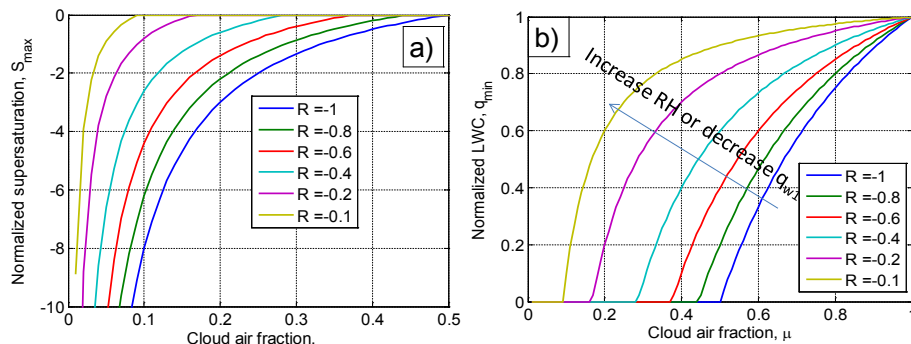 Normalized supersaturation, S_max
0
-2
-4
-6
-8
-10
a)
R =-1
R =-0.8
R =-0.6
R =-0.4
R =-0.2
R =-0.1
0
0.1
0.2
0.3
0.4
0.5
Cloud air fraction.
Normalized LWC, q_min
1
0.8
0.6
0.4
0.2
0
b)
Increase RH or decrease q_w1
R =-1
R =-0.8
R =-0.6
R =-0.4
R =-0.2
R =-0.1
0
0.2
0.4
0.6
0.8
1
Cloud air fraction, μ